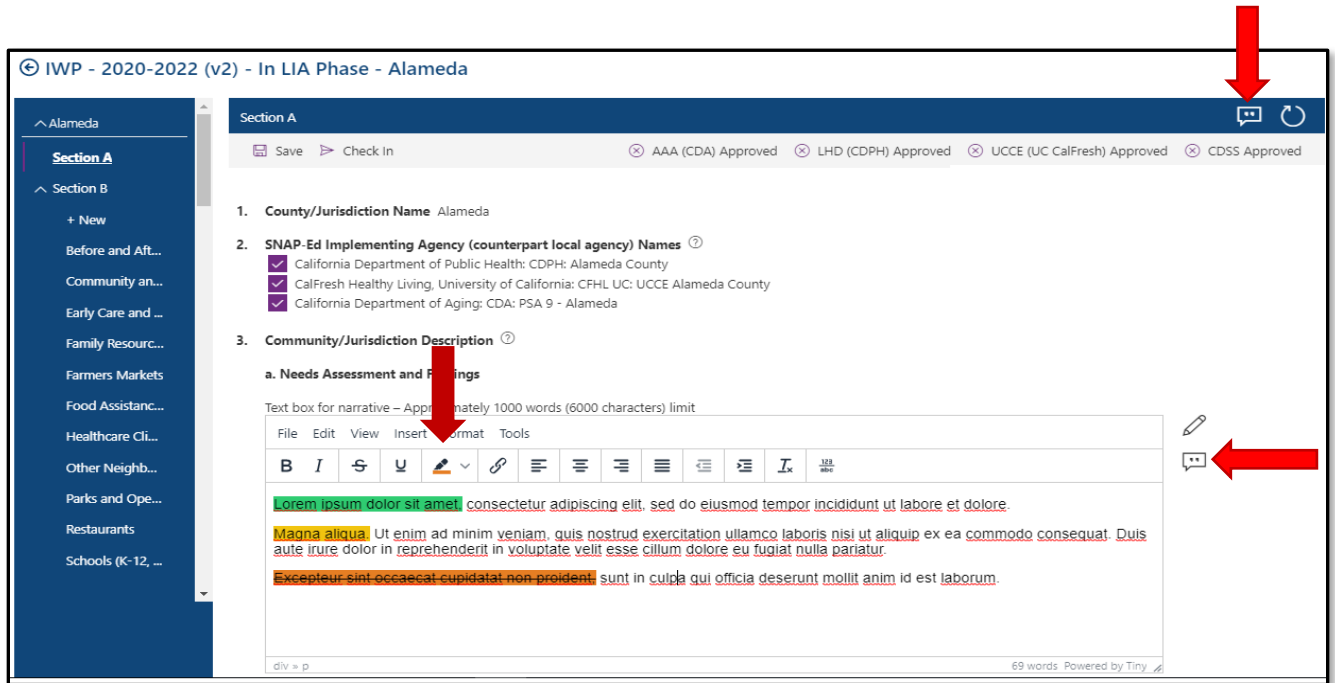 IWP - 2020-2022 (v2) - In LIA Phase - Alameda
Alameda
Section A
Section B
+ New
Before and Aft...
Community an...
Early Care and ...
Family Resourc...
Farmers Markets
Food Assistanc...
Healthcare Cli...
Other Neighb...
Parks and Ope...
Restaurants
Schools (K-12, ...
Section A
Save Check In AAA (CDA) Approved LHD (CDPH) Approved UCCE (UC CalFresh) Approved CDSS Approved
1. County/Jurisdiction Name Alameda
2. SNAP-Ed Implementing Agency (counterpart local agency) Names ?
California Department of Public Health: CDPH: Alameda County
CalFresh Healthy Living, University of California: CFHL UC: UCCE Alameda County
California Department of Aging: CDA: PSA 9 - Alameda
3. Community/Jurisdiction Description ?
a. Needs Assessment and
Text box for narrative – 1000 words (6000 characters) limit
File Edit View Insert Tools
B I S U 123 abc
Lorem ipsum dolor sit amet, consectetur adipiscing elit, sed do eiusmod tempor incididunt ut labore et dolore.
Magna aliqua. Ut enim ad minim veniam, quis nostrud exercitation ullamco laboris nisi ut aliquip ex ea commodo consequat. Duis
aute irure dolor in reprehenderit in voluptate velit esse cillum dolore eu fugiat nulla pariatur.
Excepteur sint occaecat cupidatat non proident, sunt in culpa qui officia deserunt mollit anim id est laborum.
div » p 69 words Powered by Tiny